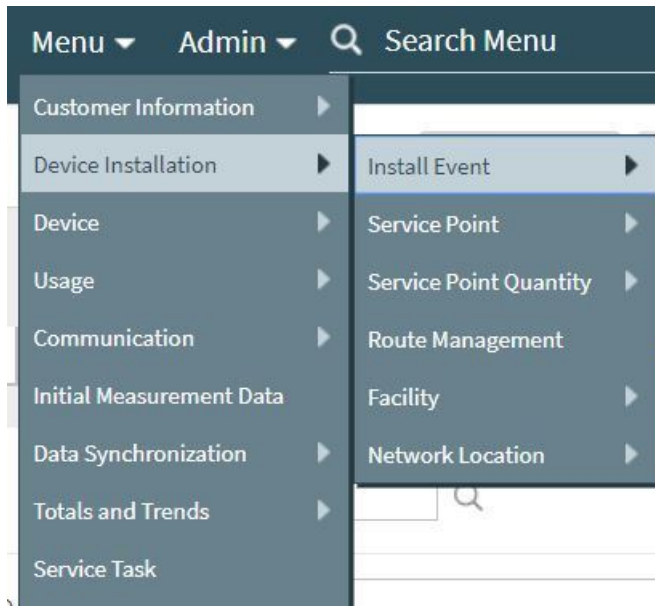 Menu Admin Search Menu
Customer Information
Device Installation
Device
Usage
Communication
Initial Measurement Data
Data Synchronization
Totals and Trends
Service Task
Install Event
Service Point
Service Point Quantity
Route Management
Facility
Network Location